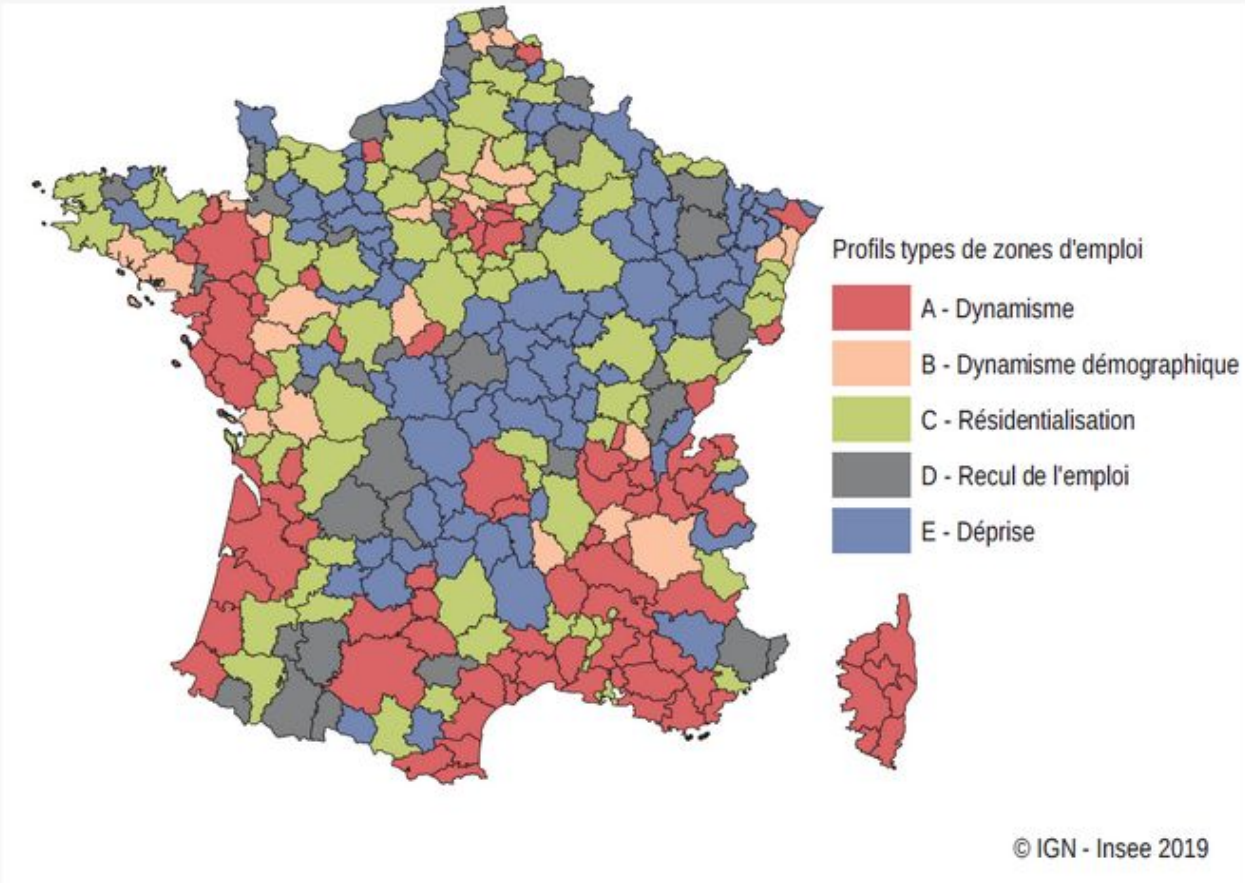 Profils types de zones d'emploi
A - Dynamisme
B - Dynamisme démographique
C - Résidentialisation
D - Recul de l'emploi
E - Déprise
© IGN - Insee 2019